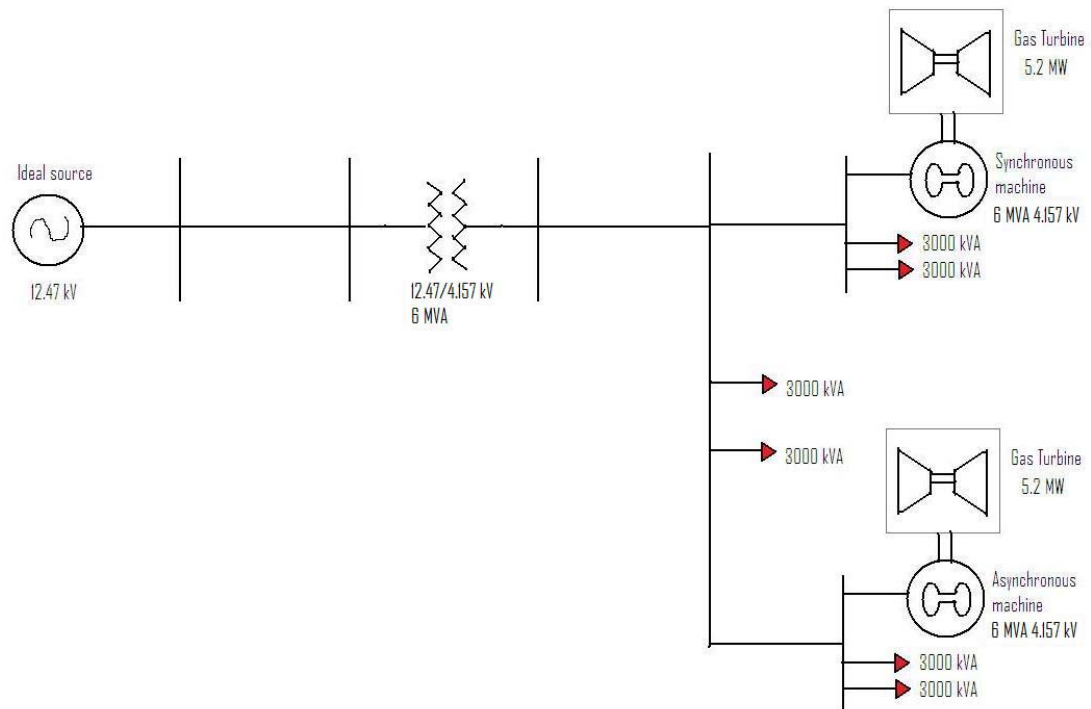 Gas Turbine
5.2 MW
Ideal source
12.47 kV
12.47/4.157 kV
6 MVA
Synchronous
machine
6 MVA 4.157 kV
3000 kVA
3000 kVA
3000 kVA
3000 kVA
Gas Turbine
5.2 MW
Asynchronous
machine
6 MVA 4.157 kV
3000 kVA
3000 kVA